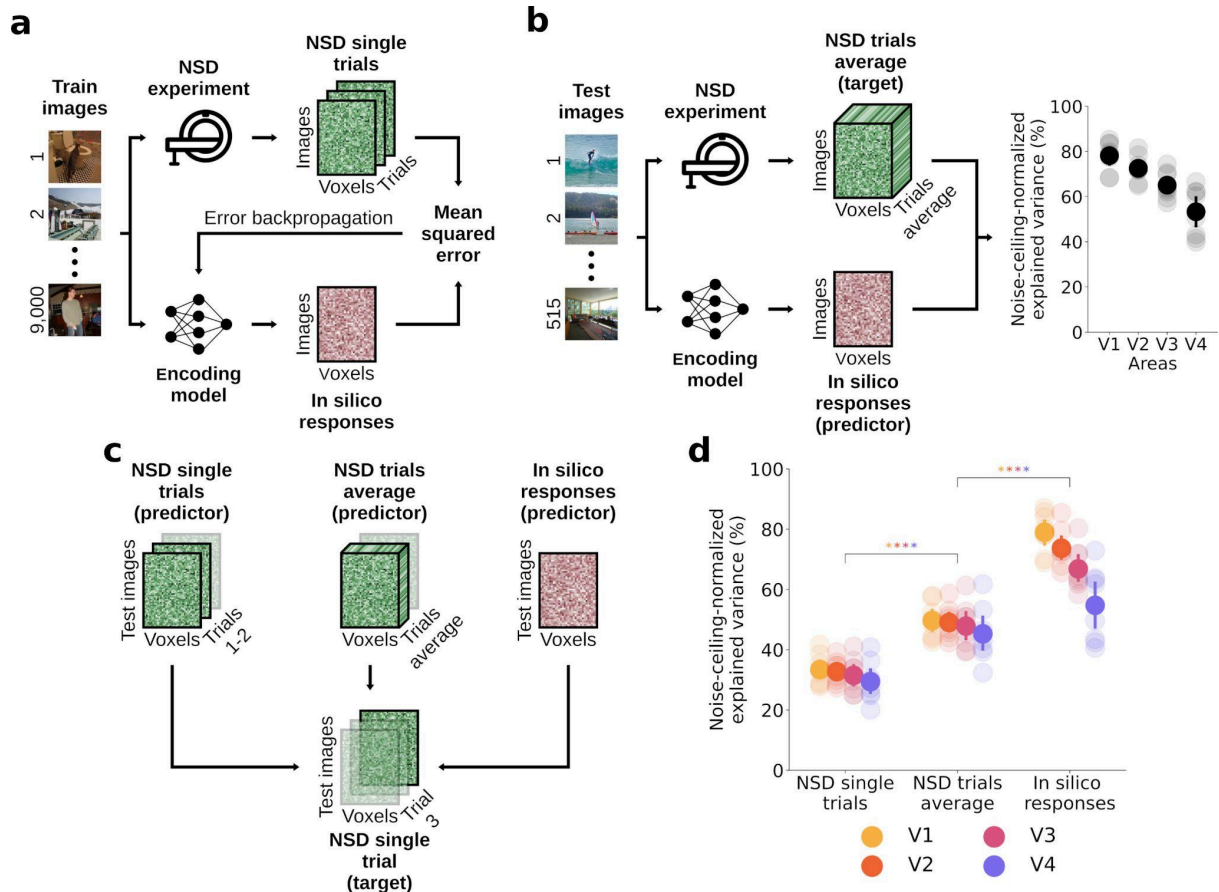 a
Train
images
1
2
9,000
NSD
experiment
NSD single
trials
Images
Voxels
Trials
Error backpropagation
Mean
squared
error
Encoding
model
Images
Voxels
In silico
responses
b
Test
images
1
2
515
NSD
experiment
NSD trials
average
(target)
Images
Voxels
Trials
average
Encoding
model
Images
Voxels
In silico
responses
(predictor)
Noise-ceiling-normalized
explained variance (%)
100
80
60
40
20
0
V1 V2 V3 V4
Areas
c
NSD single
trials
(predictor)
Test images
Voxels
Trials
1-2
NSD trials
average
(predictor)
Voxels
Trials
average
In silico
responses
(predictor)
Test images
Voxels
Test images
Voxels
Trial
3
NSD single
trial
(target)
d
Noise-ceiling-normalized
explained variance (%)
100
80
60
40
20
0
****
****
NSD single
trials
NSD trials
average
In silico
responses
V1
V2
V3
V4